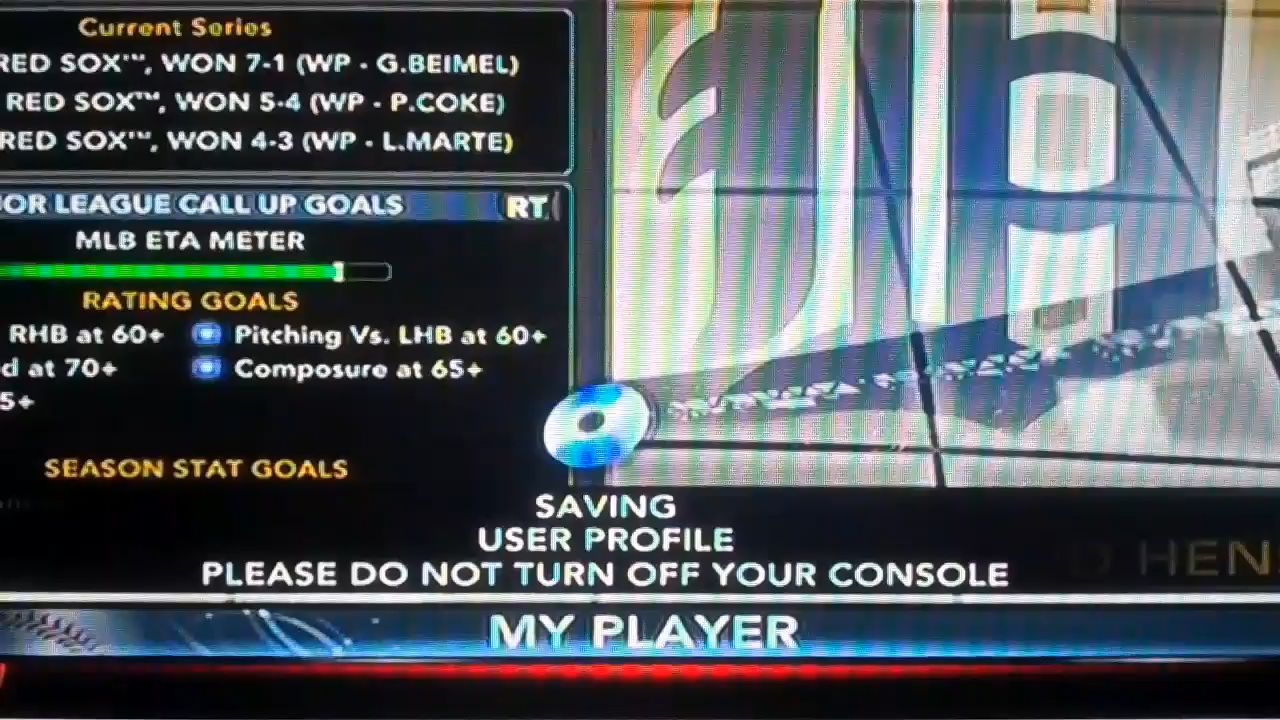 Current Series
RED SOX™, WON 7-1 (WP - G.BEIMEL)
RED SOX™, WON 5-4 (WP - P.COKE)
RED SOX™, WON 4-3 (WP - L.MARTE)
OR LEAGUE CALL UP GOALS RT
MLB ETA METER
RATING GOALS
RHB at 60+ Pitching Vs. LHB at 60+
d at 70+ Composure at 65+
5+
SEASON STAT GOALS
SAVING
USER PROFILE
PLEASE DO NOT TURN OFF YOUR CONSOLE
D HEN
MY PLAYER